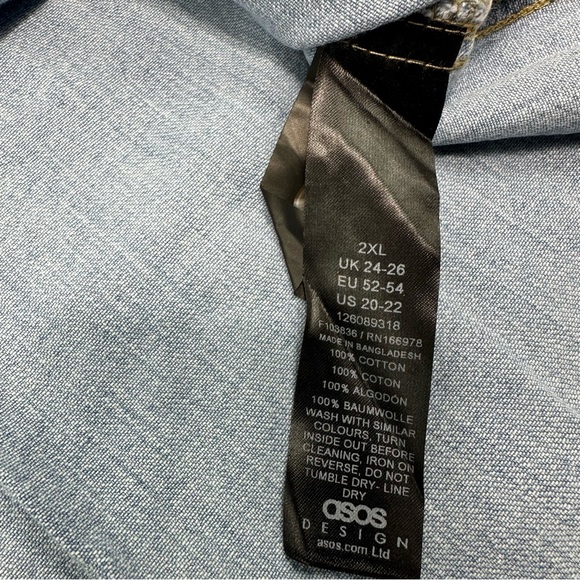 2XL
UK 24-26
EU 52-54
US 20-22
126089318
F103836 / RN166978
MADE IN BANGLADESH
100% COTTON
100% COTON
100% ALGODÓN
100% BAUMWOLLE
WASH WITH SIMILAR
COLOURS, TURN
INSIDE OUT BEFORE
CLEANING, IRON ON
REVERSE, DO NOT
TUMBLE DRY- LINE
DRY
asos
DESIGN
asos.com Ltd